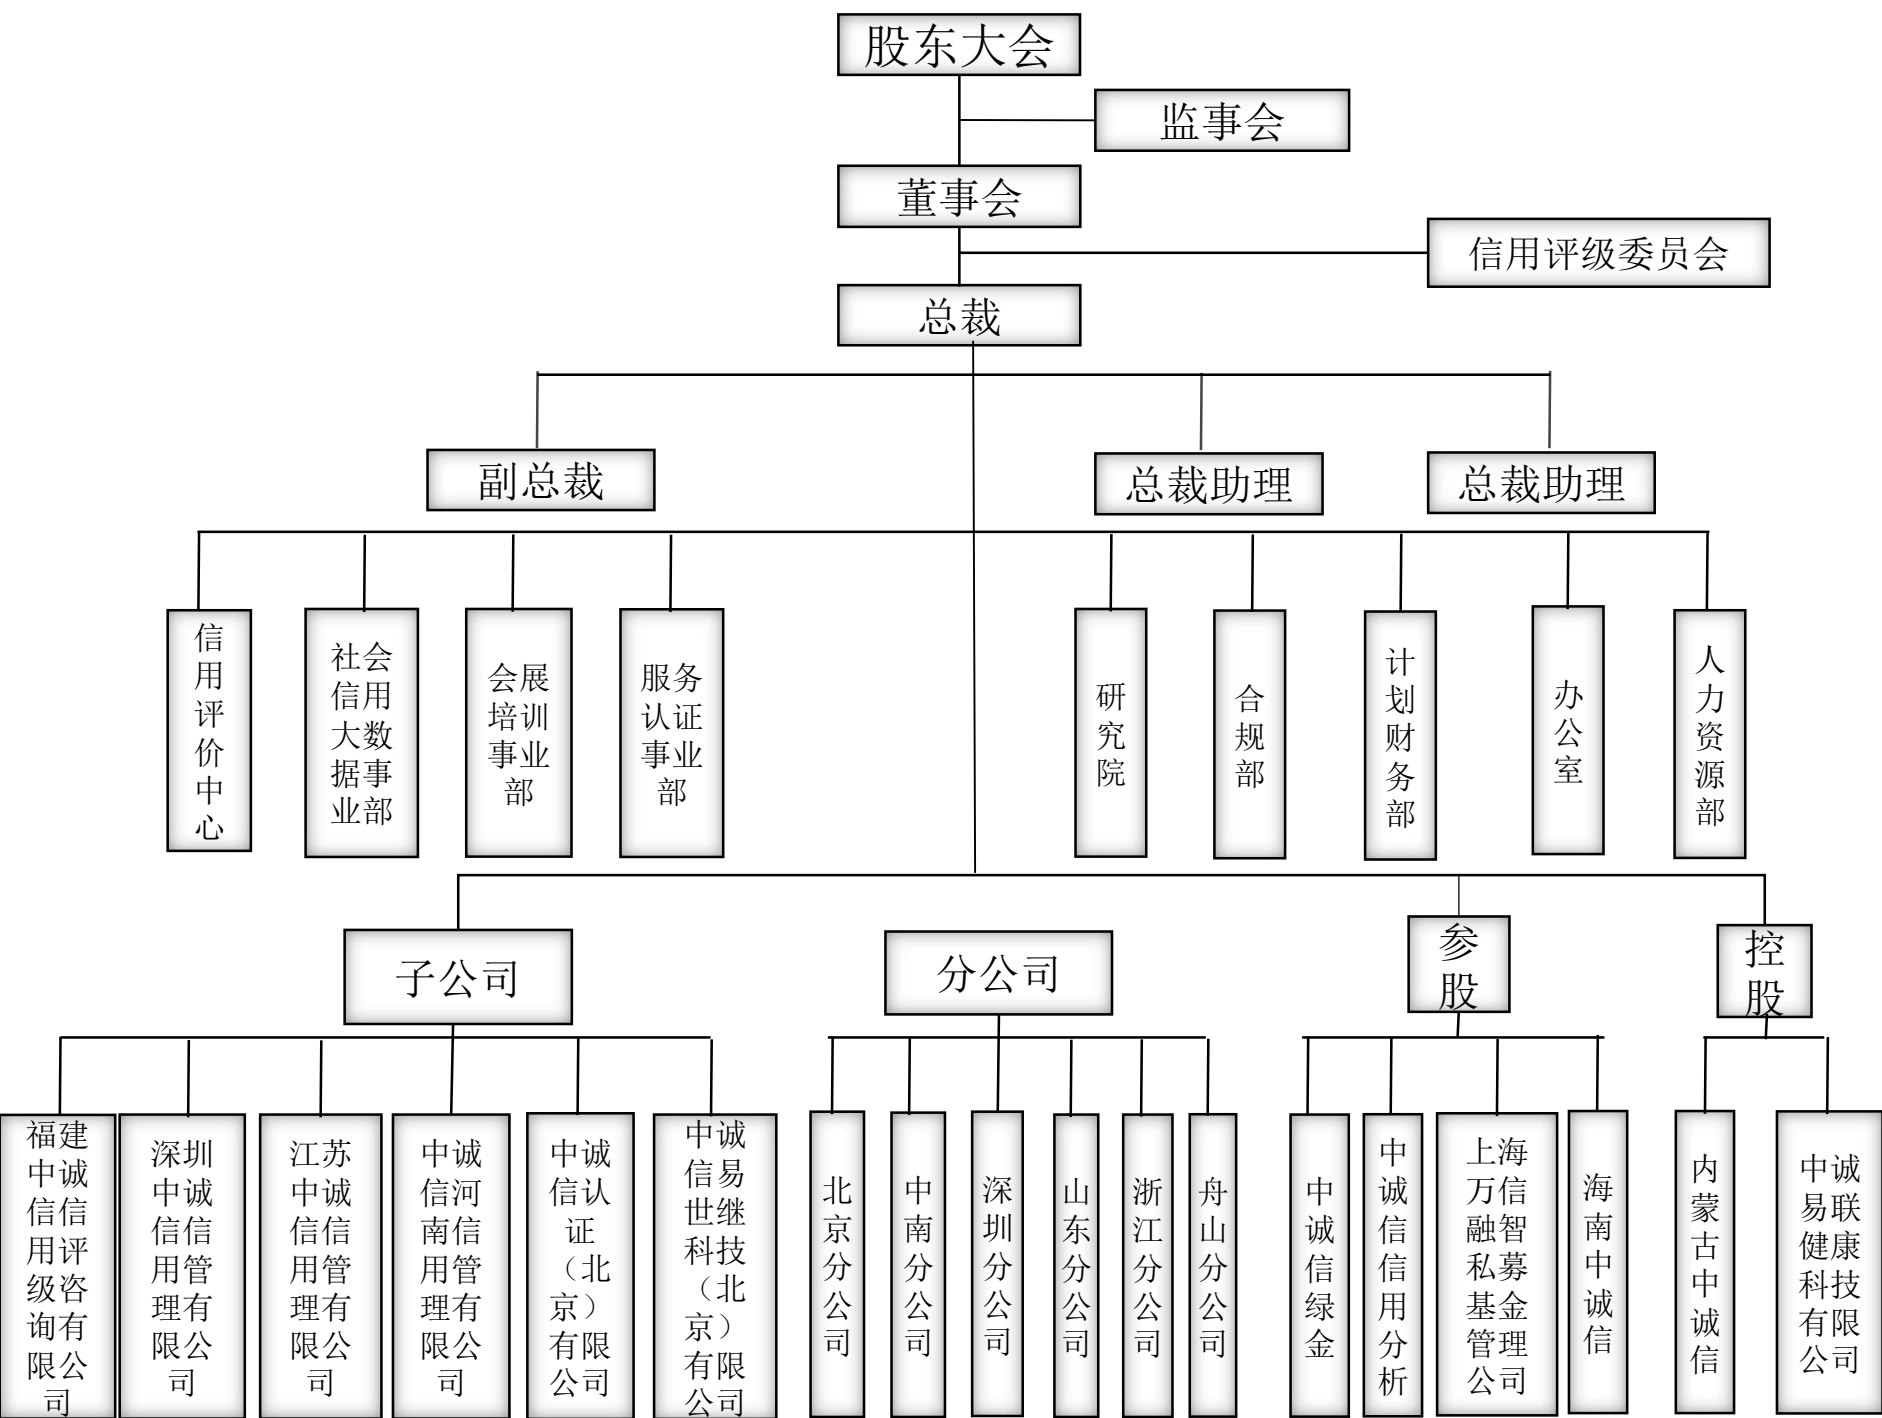 股东大会
监事会
董事会
信用评级委员会
总裁
副总裁
总裁助理
总裁助理
信
用
评
价
中
心
社会
信用
大数
据事
业部
会展
培训
事业
部
服务
认证
事业
部
研
究
院
合
规
部
计
划
财
务
部
办
公
室
人
力
资
源
部
子公司
分公司
参
股
控
股
福建
中诚
信信
用评
级咨
询有
限公
司
深圳
中诚
信信
用管
理有
限公
司
江苏
中诚
信信
用管
理有
限公
司
中诚
信河
南信
用管
理有
限公
司
中诚
信认
证
（北
京）
有限
公司
中诚
信易
世继
科技
（北
京）
有限
公司
北
京
分
公
司
中
南
分
公
司
深
圳
分
公
司
山
东
分
公
司
浙
江
分
公
司
舟
山
分
公
司
中
诚
信
绿
金
中
诚
信
信
用
分
析
上海
万信
融智
私募
基金
管理
公司
海
南
中
诚
信
内
蒙
古
中
诚
信
中诚
易联
健康
科技
有限
公司